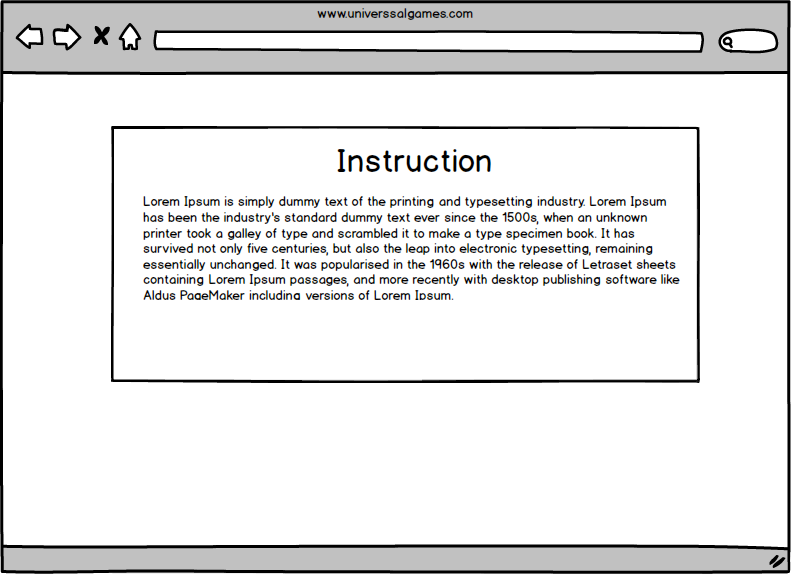 www.universsalgames.com
Instruction
Lorem Ipsum is simply dummy text of the printing and typesetting industry. Lorem Ipsum
has been the industry's standard dummy text ever since the 1500s, when an unknown
printer took a galley of type and scrambled it to make a type specimen book. It has
survived not only five centuries, but also the leap into electronic typesetting, remaining
essentially unchanged. It was popularised in the 1960s with the release of Letraset sheets
containing Lorem Ipsum passages, and more recently with desktop publishing software like
Aldus PageMaker including versions of Lorem Ipsum.